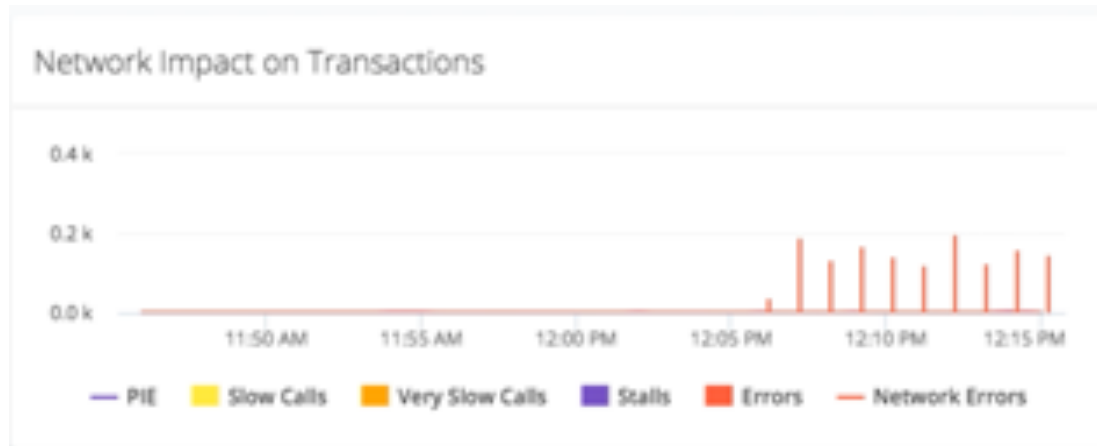 Network Impact on Transactions
0.4 k
0.2 k
0.0 k
11:50 AM 11:55 AM 12:00 PM 12:05 PM 12:10 PM 12:15 PM
PIE Slow Calls Very Slow Calls Stalls Errors Network Errors